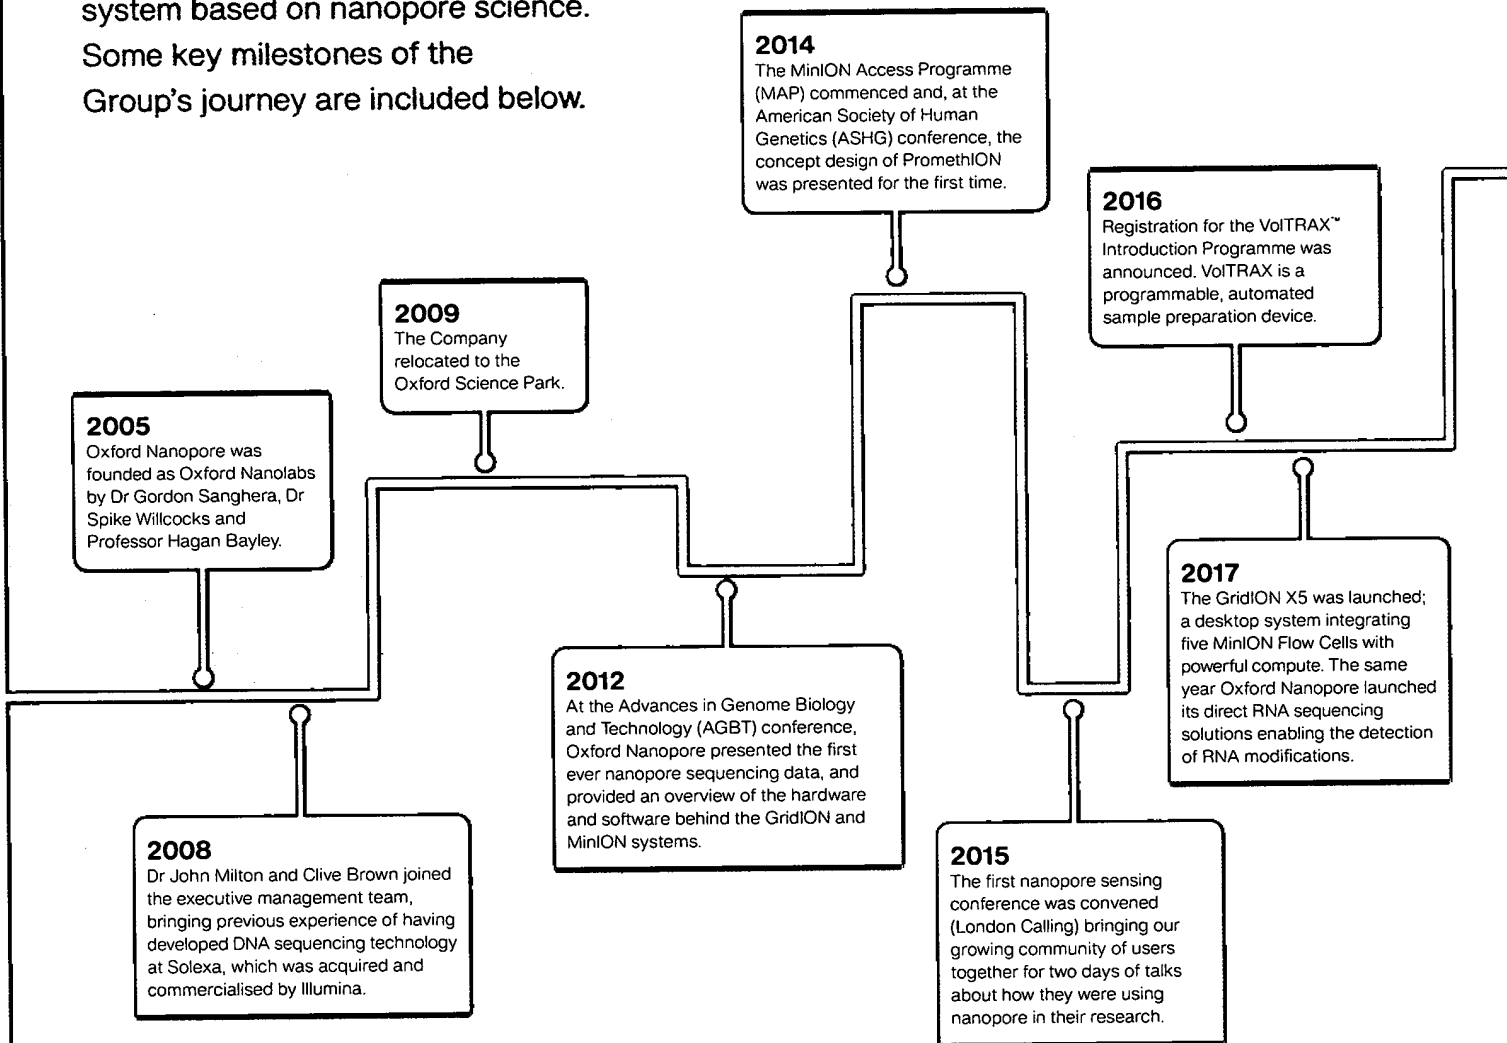 system based on nanopore science.
Some key milestones of the
Group's journey are included below.
2005
Oxford Nanopore was
founded as Oxford Nanolabs
by Dr Gordon Sanghera, Dr
Spike Willcocks and
Professor Hagan Bayley.
2008
Dr John Milton and Clive Brown joined
the executive management team,
bringing previous experience of having
developed DNA sequencing technology
at Solexa, which was acquired and
commercialised by Illumina.
2009
The Company
relocated to the
Oxford Science Park.
2012
At the Advances in Genome Biology
and Technology (AGBT) conference,
Oxford Nanopore presented the first
ever nanopore sequencing data, and
provided an overview of the hardware
and software behind the GridION and
MinION systems.
2014
The MinION Access Programme
(MAP) commenced and, at the
American Society of Human
Genetics (ASHG) conference, the
concept design of PromethION
was presented for the first time.
2015
The first nanopore sensing
conference was convened
(London Calling) bringing our
growing community of users
together for two days of talks
about how they were using
nanopore in their research.
2016
Registration for the VolTRAX™
Introduction Programme was
announced. VolTRAX is a
programmable, automated
sample preparation device.
2017
The GridION X5 was launched;
a desktop system integrating
five MinION Flow Cells with
powerful compute. The same
year Oxford Nanopore launched
its direct RNA sequencing
solutions enabling the detection
of RNA modifications.